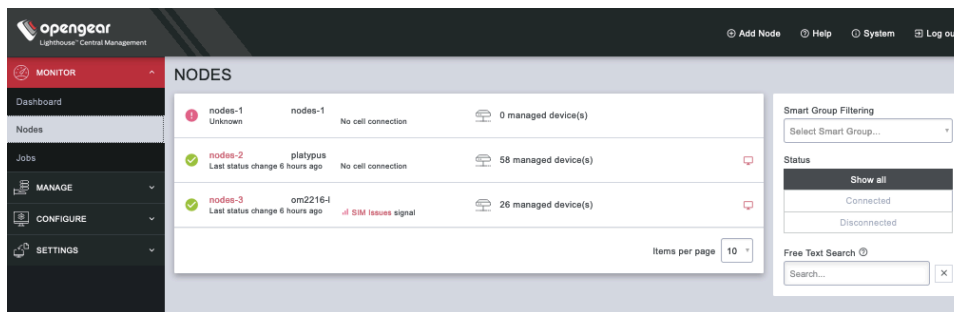 opengear
Lighthouse™ Central Management
Add Node
Help
System
Log ou
MONITOR
Dashboard
Nodes
Jobs
MANAGE
CONFIGURE
SETTINGS
NODES
nodes-1 nodes-1
Unknown No cell connection
0 managed device(s)
nodes-2 platypus
Last status change 6 hours ago No cell connection
58 managed device(s)
nodes-3 om2216-l
Last status change 6 hours ago SIM Issues signal
26 managed device(s)
Items per page 10
Smart Group Filtering
Select Smart Group...
Status
Show all
Connected
Disconnected
Free Text Search
Search...